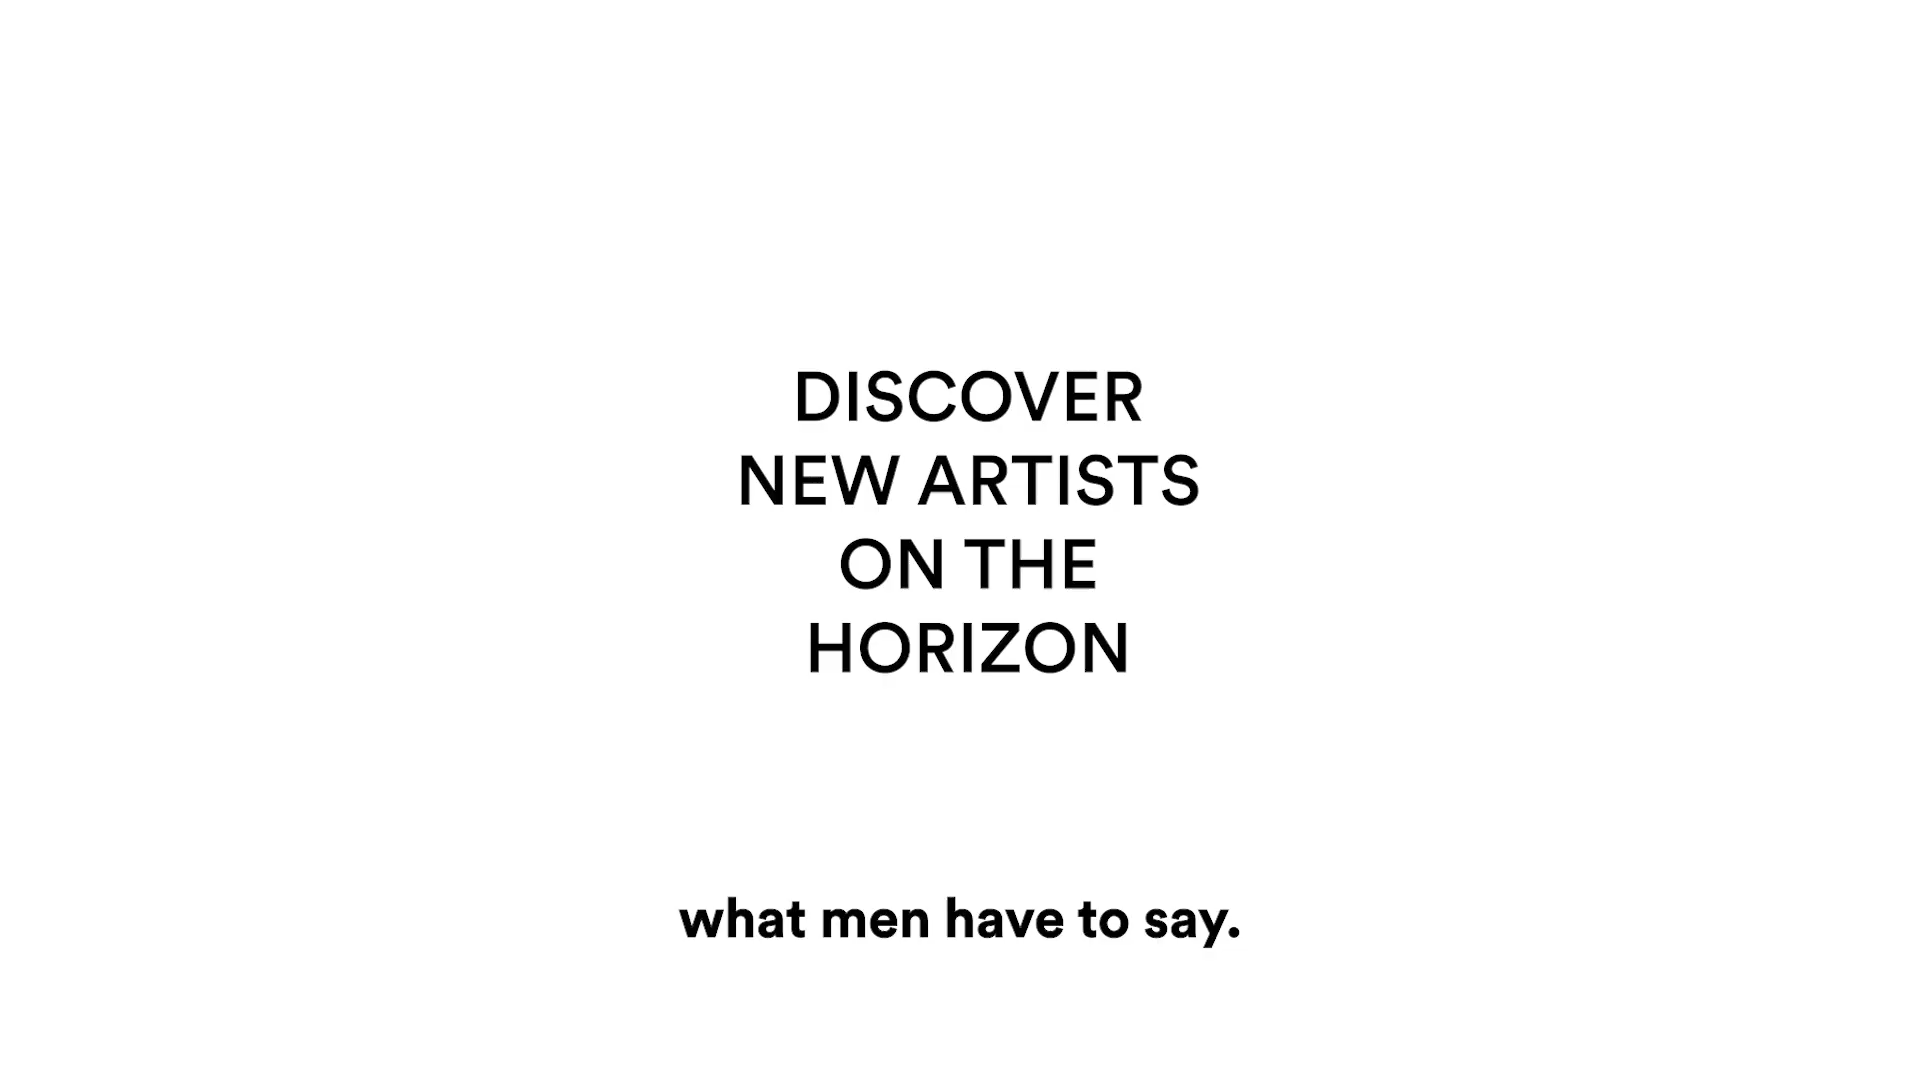 DISCOVER
NEW ARTISTS
ON THE
HORIZON
what men have to say.